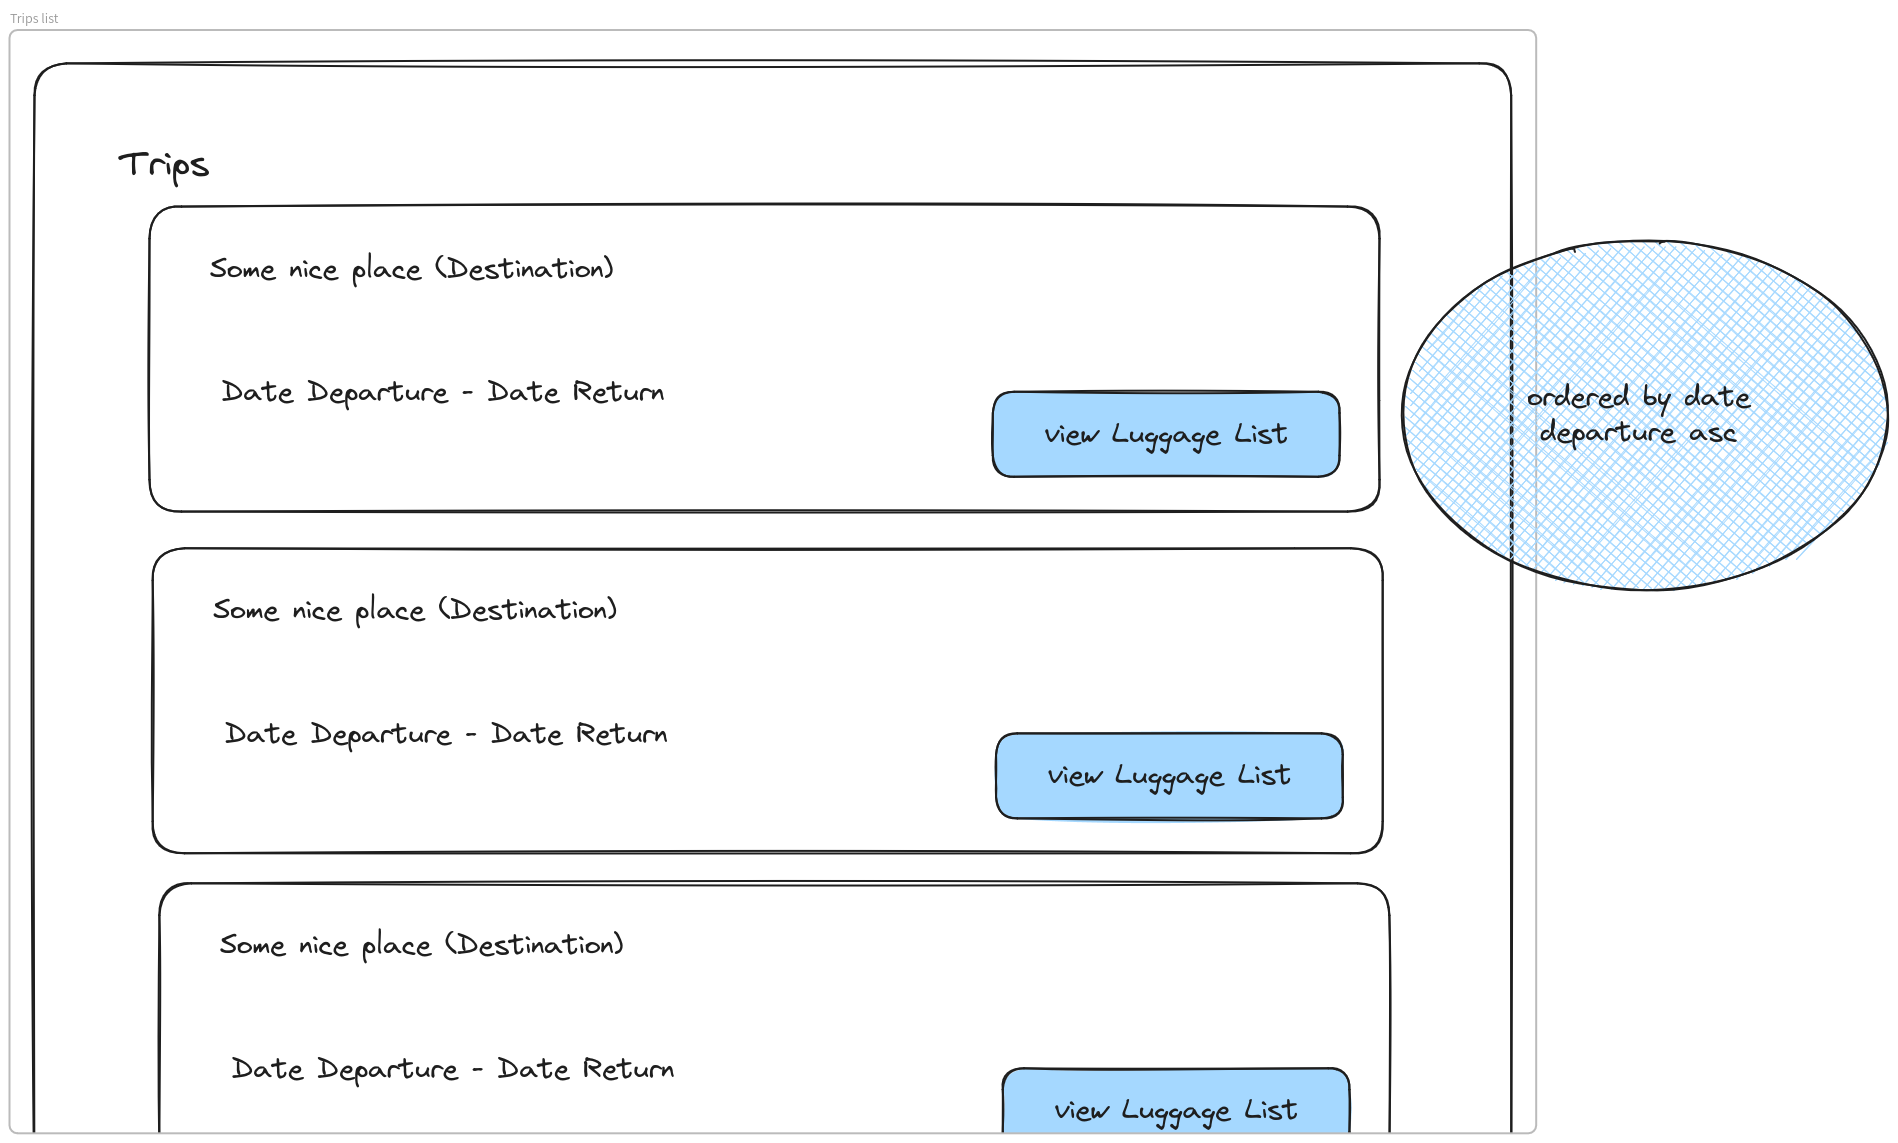 Trips list
Trips
Some nice place (Destination)
Date Departure - Date Return
view Luggage List
ordered by date
departure asc
Some nice place (Destination)
Date Departure - Date Return
view Luggage List
Some nice place (Destination)
Date Departure - Date Return
view Luggage List